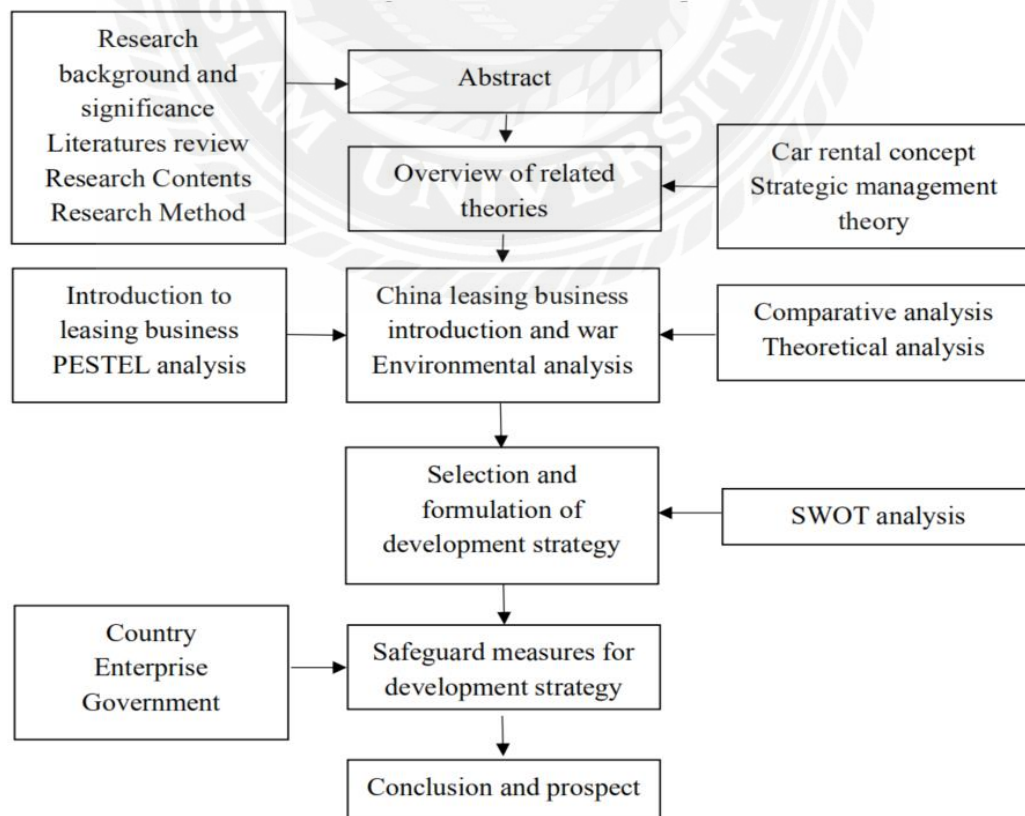 Research
background and
significance
Literatures review
Research Contents
Research Method
Abstract
Overview of related
theories
Car rental concept
Strategic management
theory
Introduction to
leasing business
PESTEL analysis
China leasing business
introduction and war
Environmental analysis
Comparative analysis
Theoretical analysis
Selection and
formulation of
development strategy
SWOT analysis
Country
Enterprise
Government
Safeguard measures for
development strategy
Conclusion and prospect
SIAM UNIVERSITY